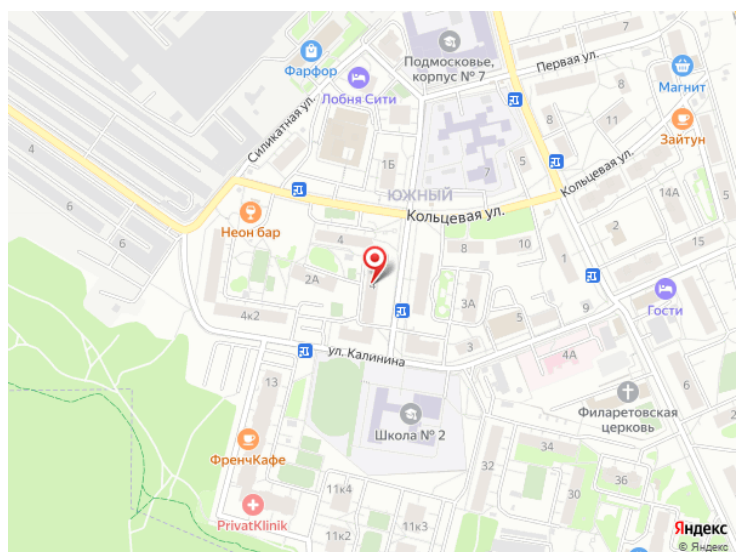 Фарфор
Лобня Сити
Подмосковье,
корпус № 7
Первая ул.
7
Магнит
Зайтун
8
11
8
Силикатная ул.
4
1Б
7
5
Кольцевая ул.
ЮЖНЫЙ
14А
6
6
Неон бар
Кольцевая ул.
4
8
10
2
15
1
2А
4
3А
Гости
9
4к2
5
ул. Калинина
3
4А
6
13
Филаретовская
церковь
Школа № 2
ФренчКафе
34
32
36
11к4
30
PrivatKlinik
11к3
Яндекс
© Яндекс